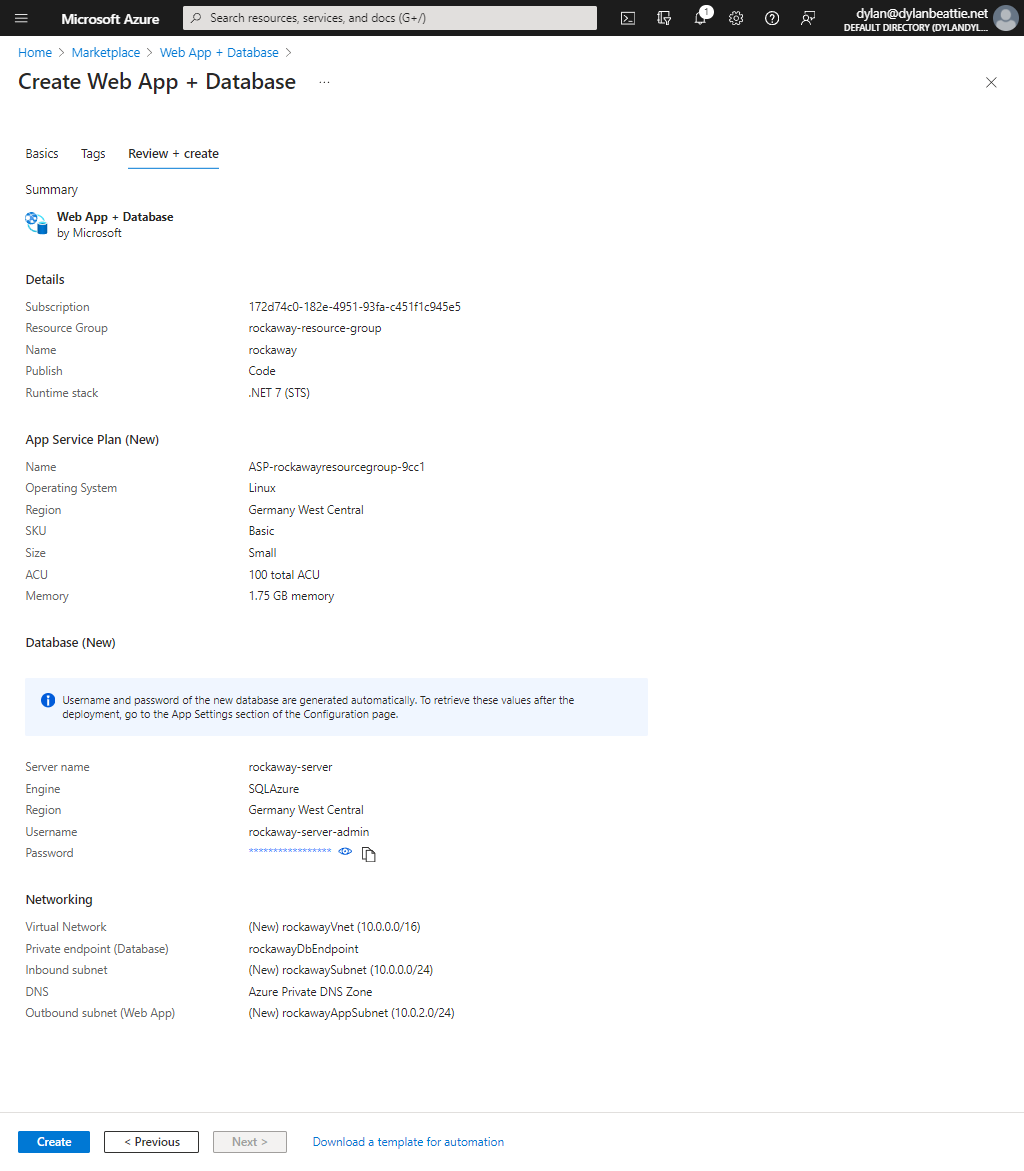 Microsoft Azure
Search resources, services, and docs (G+/)
1
dylan@dylanbeattie.net
DEFAULT DIRECTORY (DYLANDYL...
Home > Marketplace > Web App + Database >
Create Web App + Database ...
Basics Tags Review + create
Summary
Web App + Database
by Microsoft
Details
Subscription 172d74c0-182e-4951-93fa-c451f1c945e5
Resource Group rockaway-resource-group
Name rockaway
Publish Code
Runtime stack .NET 7 (STS)
App Service Plan (New)
Name ASP-rockawayresourcegroup-9cc1
Operating System Linux
Region Germany West Central
SKU Basic
Size Small
ACU 100 total ACU
Memory 1.75 GB memory
Database (New)
Username and password of the new database are generated automatically. To retrieve these values after the
deployment, go to the App Settings section of the Configuration page.
Server name rockaway-server
Engine SQLAzure
Region Germany West Central
Username rockaway-server-admin
Password *****************
Networking
Virtual Network (New) rockawayVnet (10.0.0.0/16)
Private endpoint (Database) rockawayDbEndpoint
Inbound subnet (New) rockawaySubnet (10.0.0.0/24)
DNS Azure Private DNS Zone
Outbound subnet (Web App) (New) rockawayAppSubnet (10.0.2.0/24)
Create < Previous Next > Download a template for automation